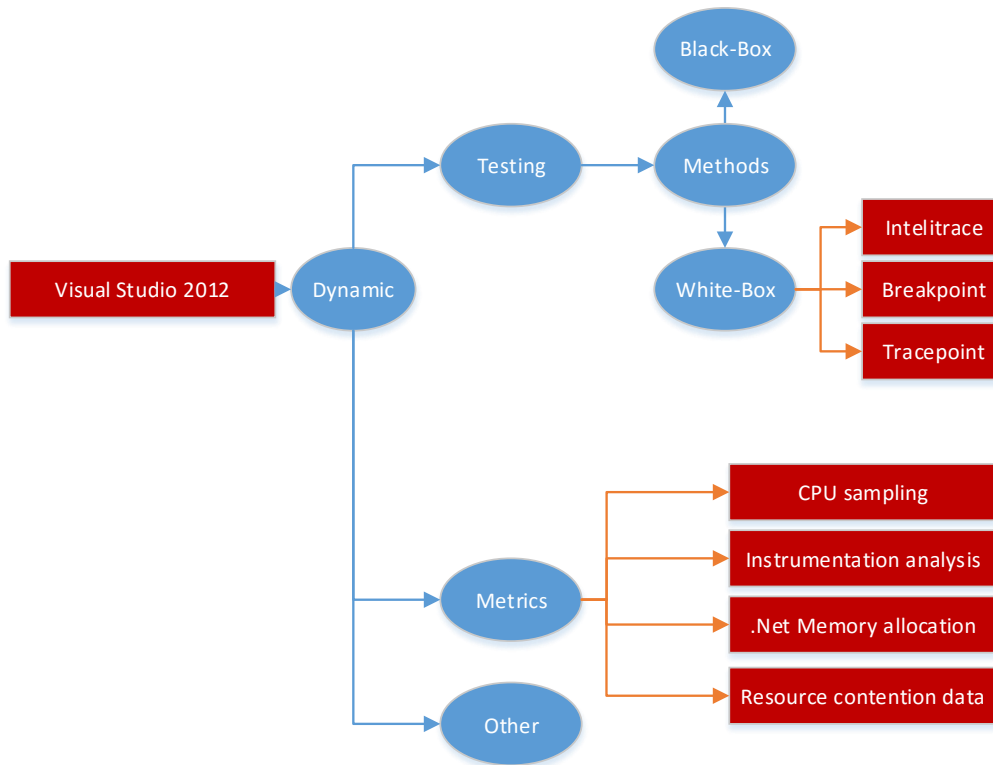 Black-Box
Testing
Methods
Intelitrace
Visual Studio 2012
Dynamic
White-Box
Breakpoint
Tracepoint
CPU sampling
Instrumentation analysis
Metrics
.Net Memory allocation
Resource contention data
Other